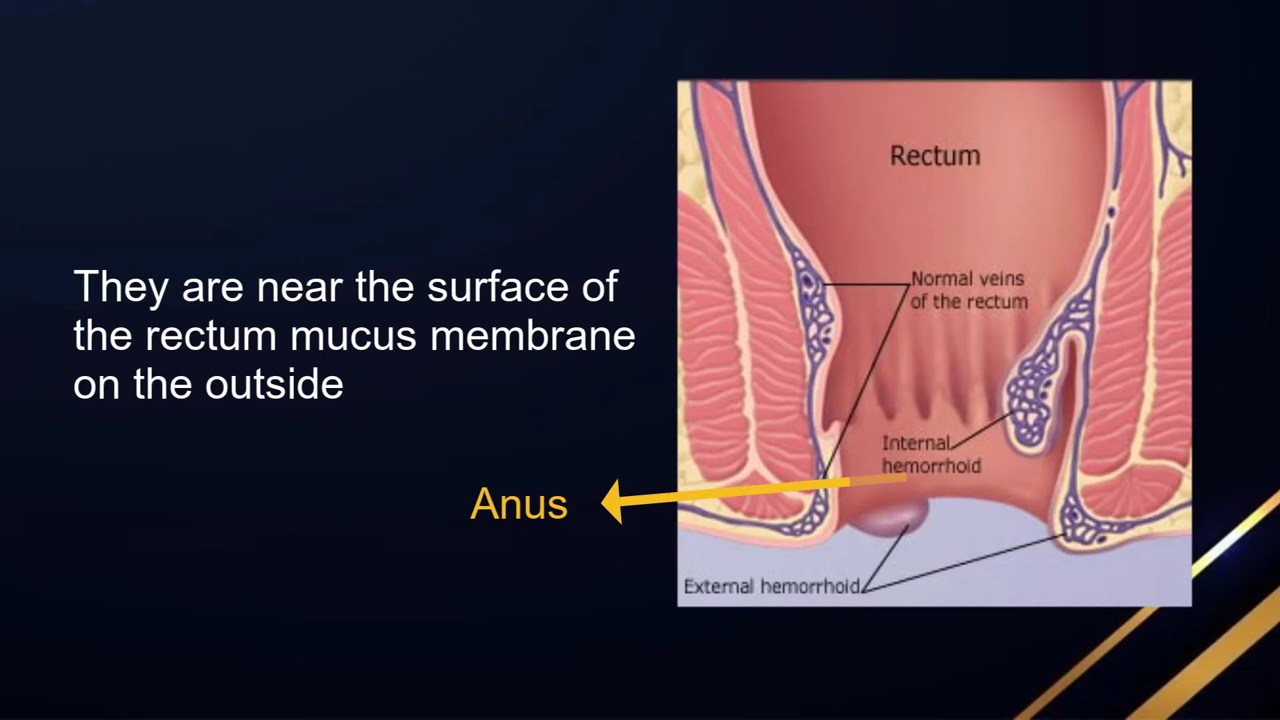 They are near the surface of
the rectum mucus membrane
on the outside
Anus
Rectum
Normal veins
of the rectum
Internal
hemorrhoid
External hemorrhoid